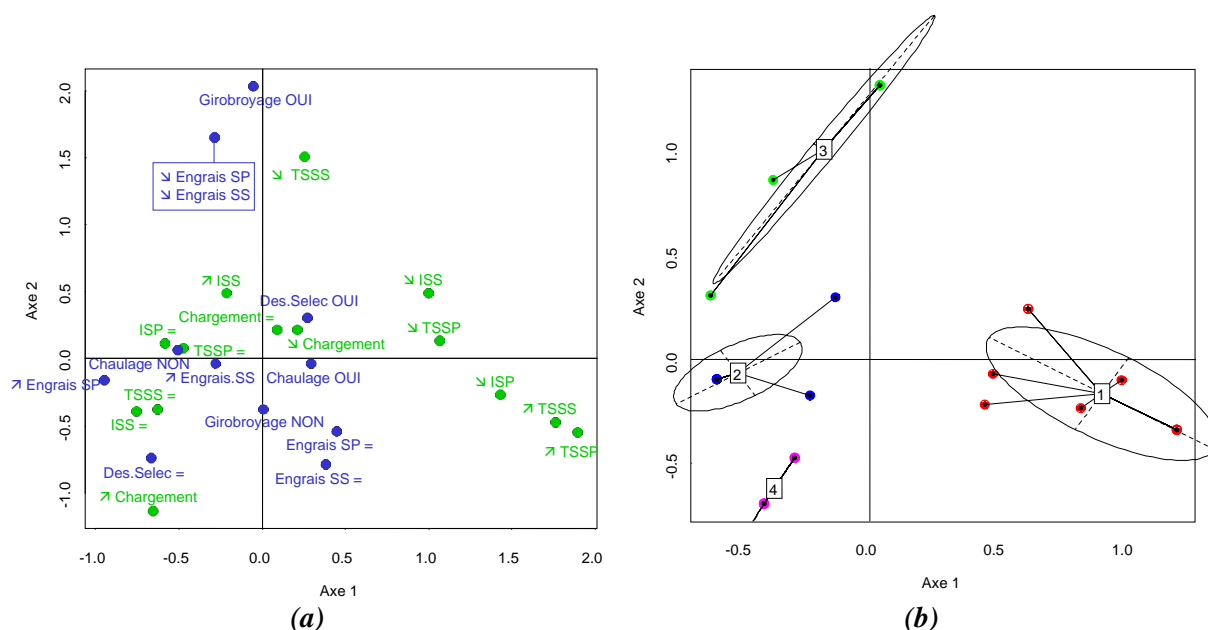 2.0
1.5
1.0
0.5
0.0
-0.5
-1.0
Axe 2
Girobroyage OUI
↘ Engrais SP
↘ Engrais SS
↘ TSSS
↗ ISS
↘ ISS
Des.Selec OUI
Chargement =
↘ TSSP
ISP =
↘ Chargement
TSSP =
Chaulage NON
↗ Engrais SP
↗ Engrais.SS
Chaulage OUI
↘ ISP
TSSS =
↗ TSSS
ISS =
Girobroyage NON
Engrais SP =
↗ TSSP
Des.Selec =
Engrais SS =
↗ Chargement
-1.0 -0.5 0.0 0.5 1.0 1.5 2.0
Axe 1
(a)
1.0
0.5
0.0
-0.5
Axe 2
3
2
1
4
-0.5 0.0 0.5 1.0
Axe 1
(b)